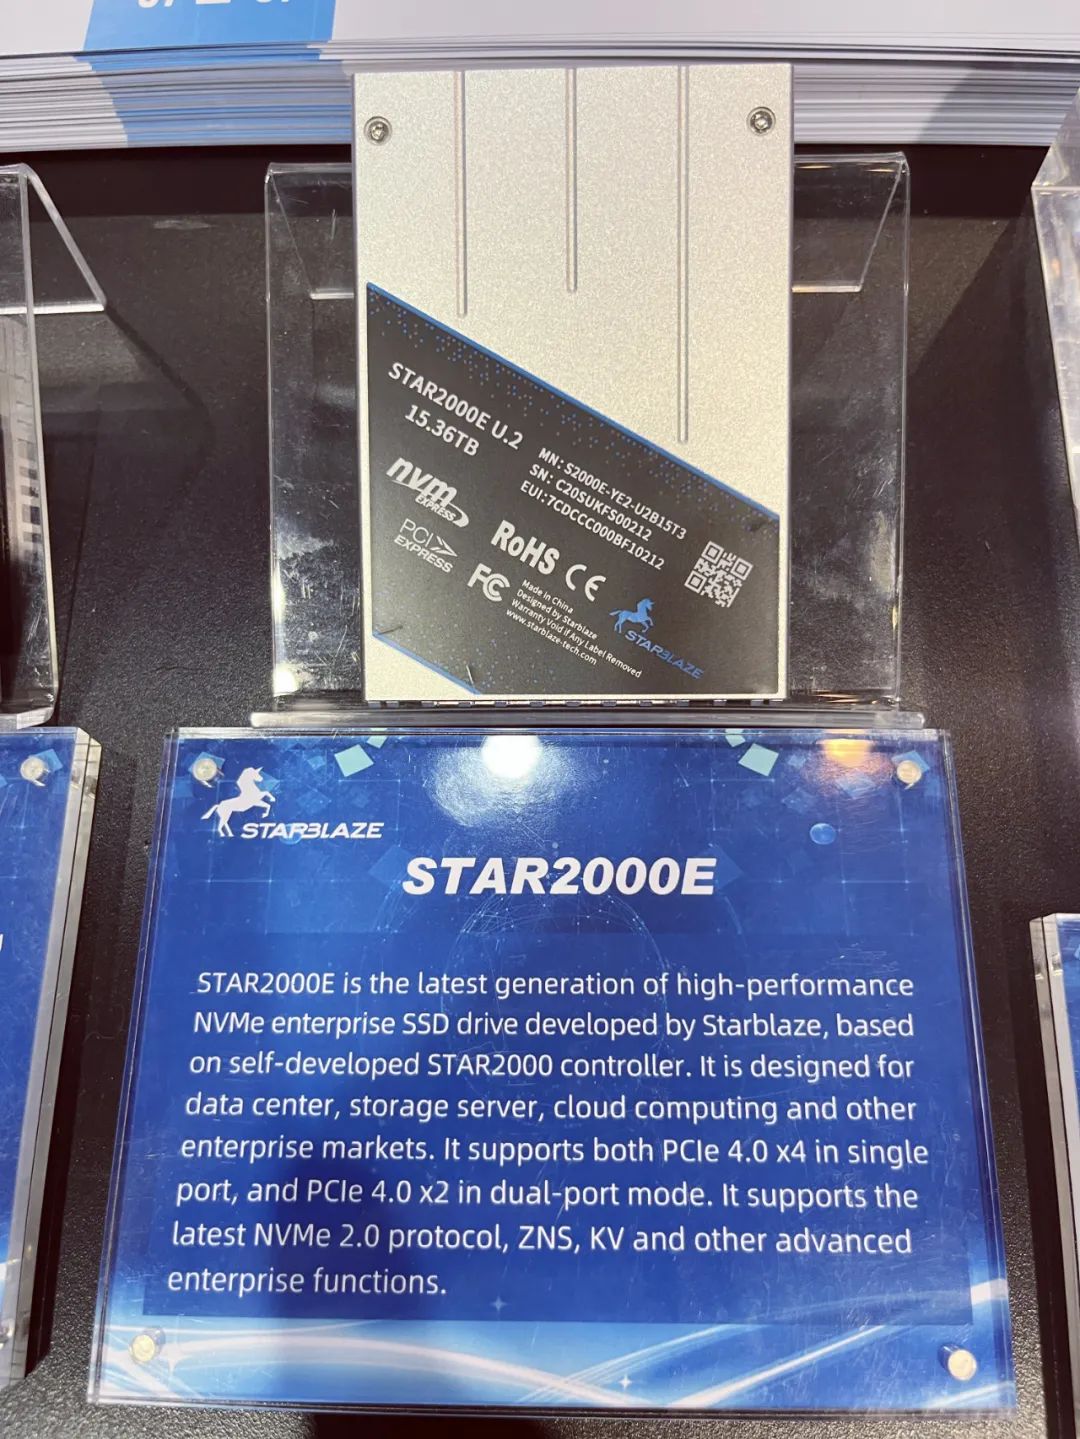 STAR2000E U.2
15.36TB
MN: S2000E-YE2-U2B15T3
SN: C20SUKFS00212
EUI:7CDCCC000BF10212
nvm
EXPRESS
PCI
EXPRESS
RoHS CE
FC
Made in China
Designed by Starblaze
Warranty Void if Any Label Removed
www.starblaze-tech.com
STARBLAZE
STARBLAZE
STAR2000E
STAR2000E is the latest generation of high-performance
NVMe enterprise SSD drive developed by Starblaze, based
on self-developed STAR2000 controller. It is designed for
data center, storage server, cloud computing and other
enterprise markets. It supports both PCIe 4.0 x4 in single
port, and PCIe 4.0 x2 in dual-port mode. It supports the
latest NVMe 2.0 protocol, ZNS, KV and other advanced
enterprise functions.